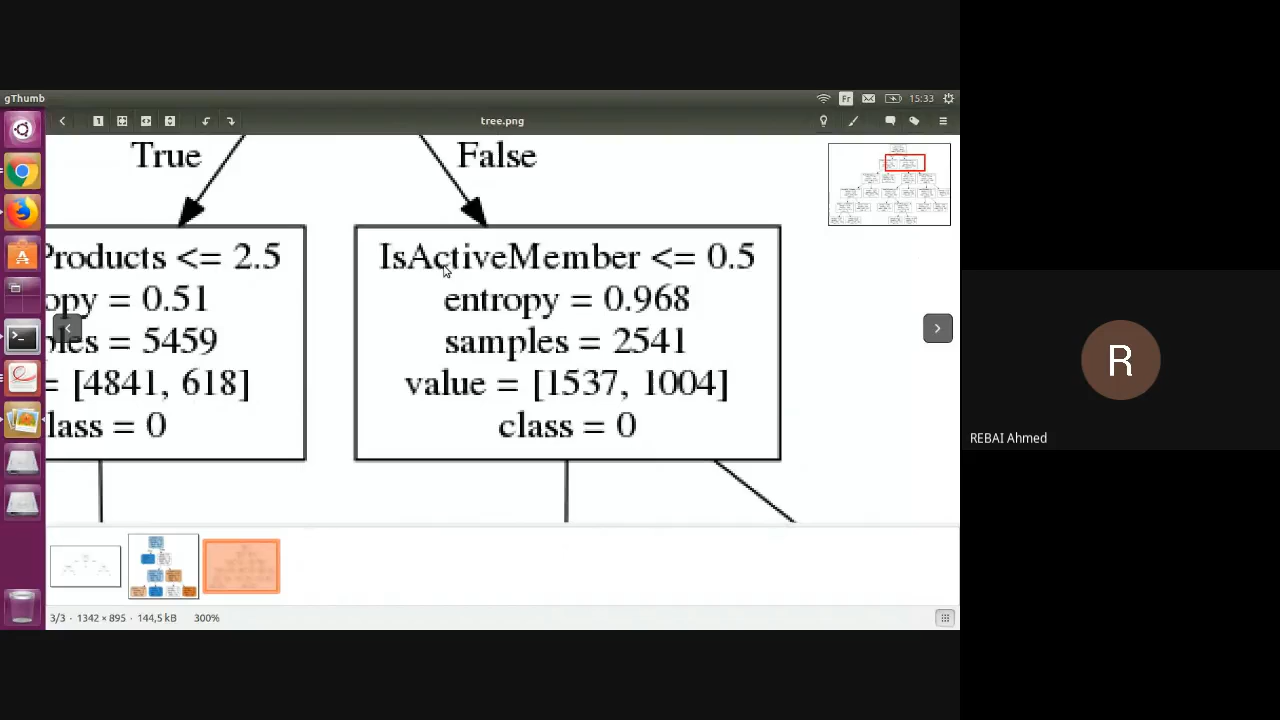 gThumb
Fr
15:33
tree.png
True
False
Products <= 2.5
opy = 0.51
ples = 5459
= [4841, 618]
lass = 0
IsActiveMember <= 0.5
entropy = 0.968
samples = 2541
value = [1537, 1004]
class = 0
R
REBAI Ahmed
3/3 · 1342 × 895 · 144,5 kB 300%